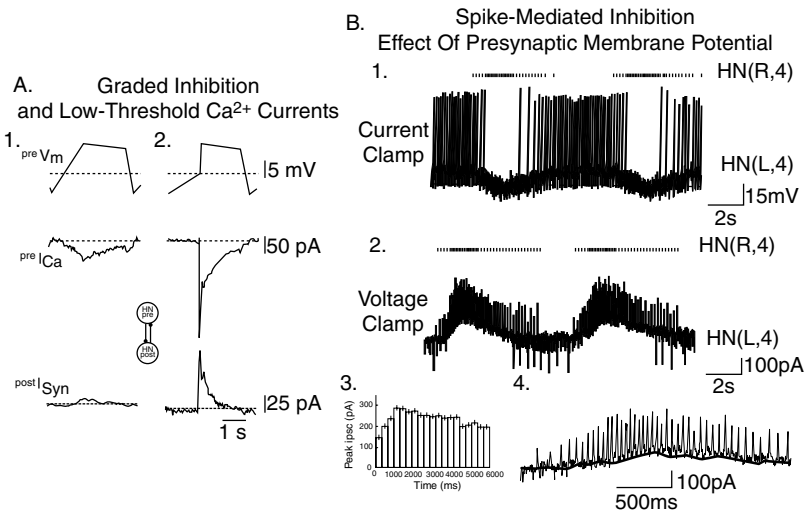 A.
Graded Inhibition
and Low-Threshold Ca2+ Currents
1.
preVm
2.
5 mV
preICa
50 pA
HN
pre
HN
post
postISyn
25 pA
1 s
B.
Spike-Mediated Inhibition
Effect Of Presynaptic Membrane Potential
1.
HN(R,4)
Current
Clamp
HN(L,4)
15mV
2s
2.
HN(R,4)
Voltage
Clamp
HN(L,4)
100pA
2s
3.
Peak ipsc (pA)
300
200
100
0
0 1000 2000 3000 4000 5000 6000
Time (ms)
4.
100pA
500ms